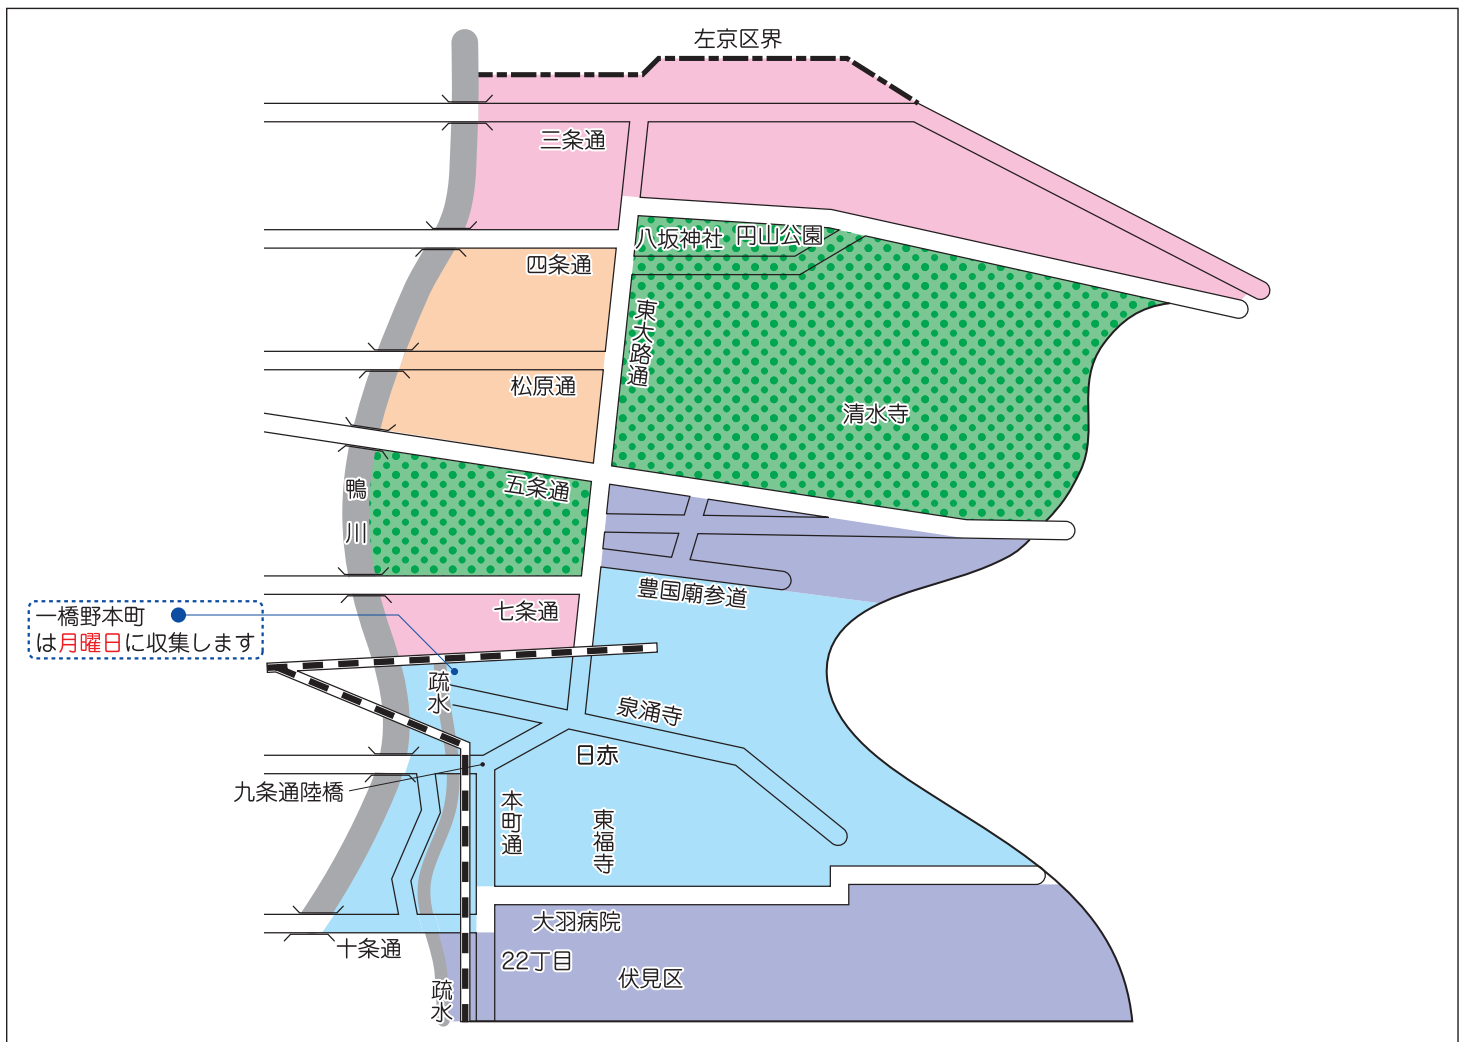 左京区界
三条通
八坂神社
円山公園
四条通
東大路通
松原通
清水寺
鴨川
五条通
豊国廟参道
七条通
一橋野本町
は月曜日に収集します
疏水
泉涌寺
日赤
九条通陸橋
本町通
東福寺
大羽病院
十条通
22丁目
伏見区
疏水